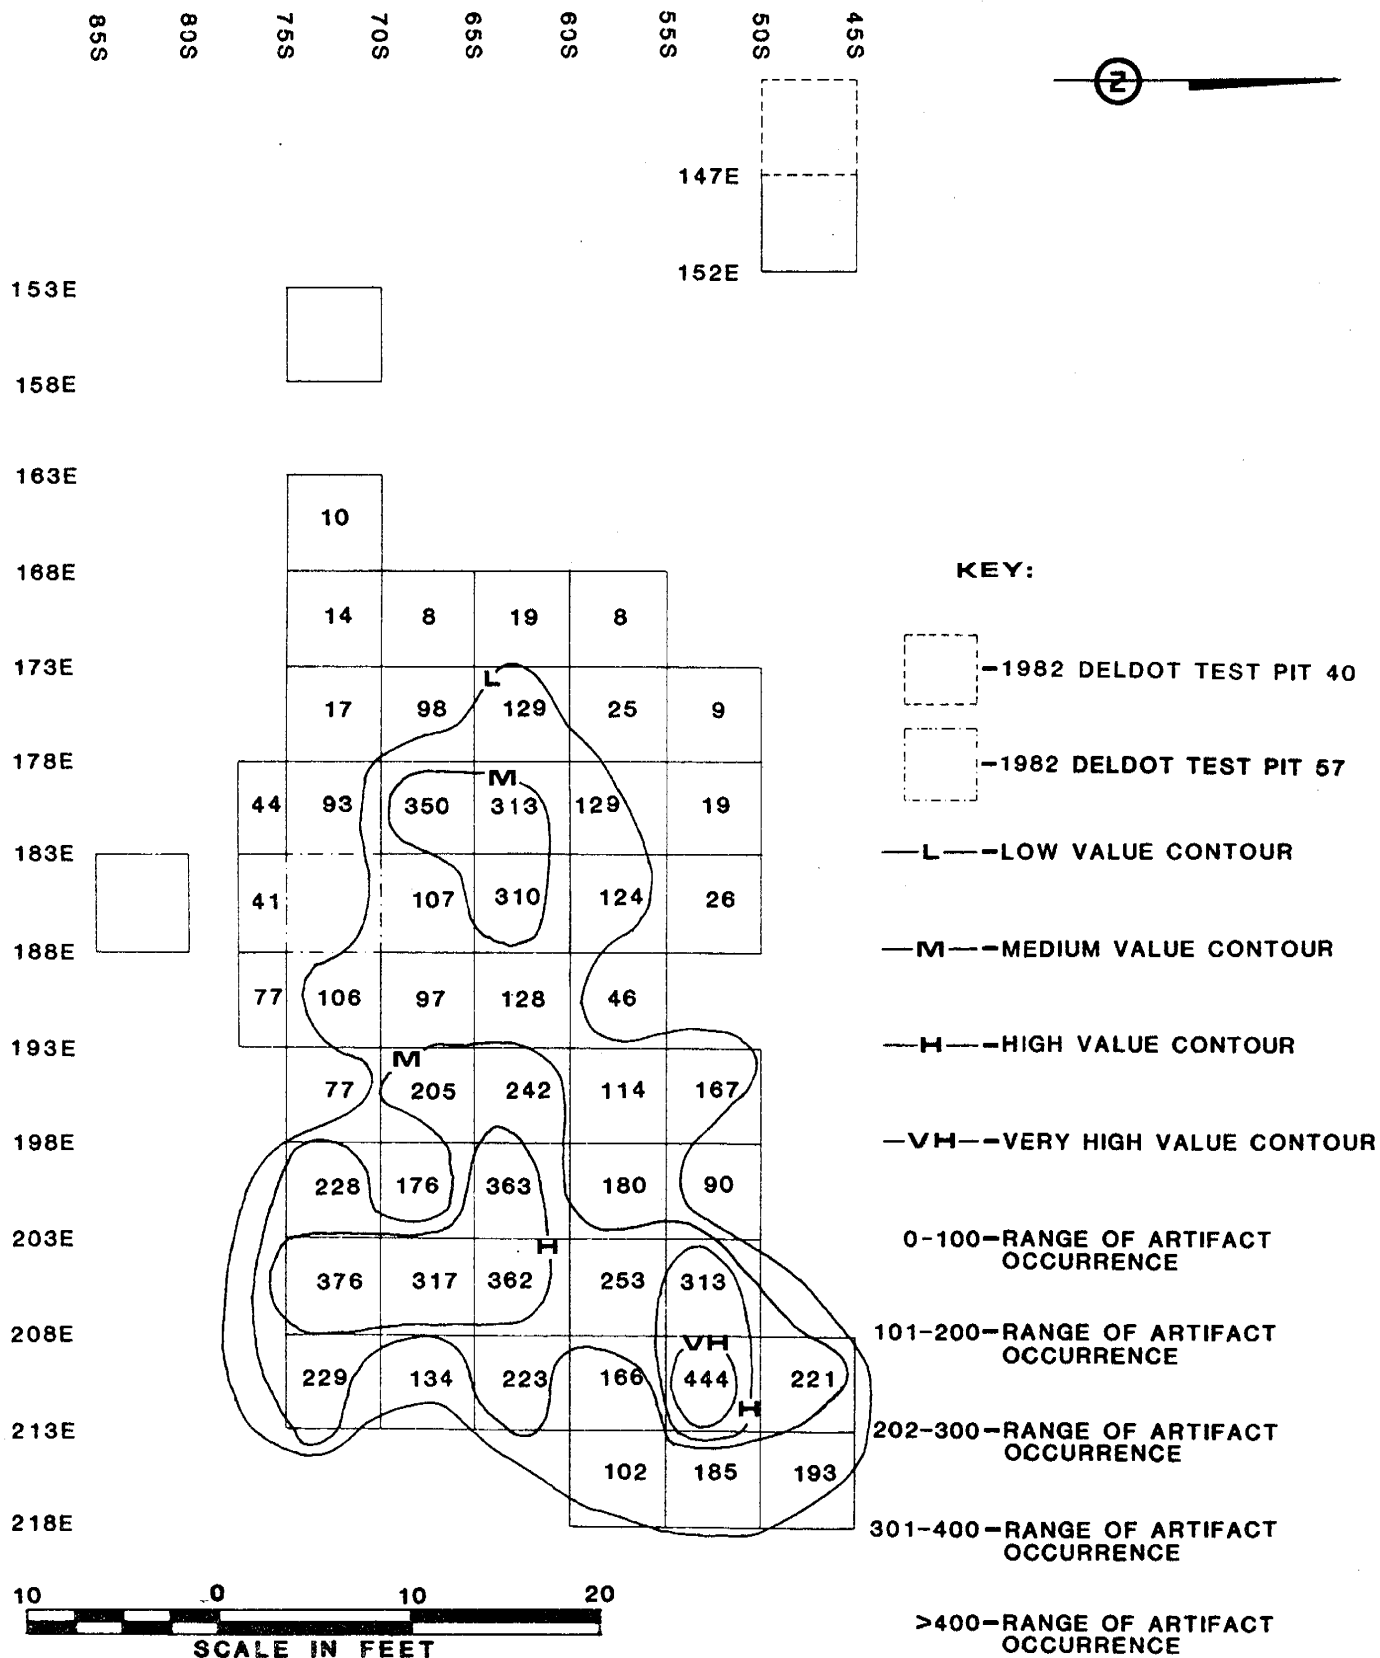 85S 80S 75S 70S 65S 60S 55S 50S 45S
N
147E
152E
153E
158E
163E
10
168E
14 8 19 8
173E
L
17 98 129 25 9
178E
M
44 93 350 313 129 19
183E
41 107 310 124 26
188E
77 106 97 128 46
193E
M
77 205 242 114 167
198E
228 176 363 180 90
203E
H
376 317 362 253 313
208E
VH
229 134 223 166 444 221
H
213E
102 185 193
218E
KEY:
-1982 DELDOT TEST PIT 40
-1982 DELDOT TEST PIT 57
—L—-LOW VALUE CONTOUR
—M—-MEDIUM VALUE CONTOUR
—H—-HIGH VALUE CONTOUR
—VH—-VERY HIGH VALUE CONTOUR
0-100-RANGE OF ARTIFACT
OCCURRENCE
101-200-RANGE OF ARTIFACT
OCCURRENCE
202-300-RANGE OF ARTIFACT
OCCURRENCE
301-400-RANGE OF ARTIFACT
OCCURRENCE
>400-RANGE OF ARTIFACT
OCCURRENCE
10 0 10 20
SCALE IN FEET